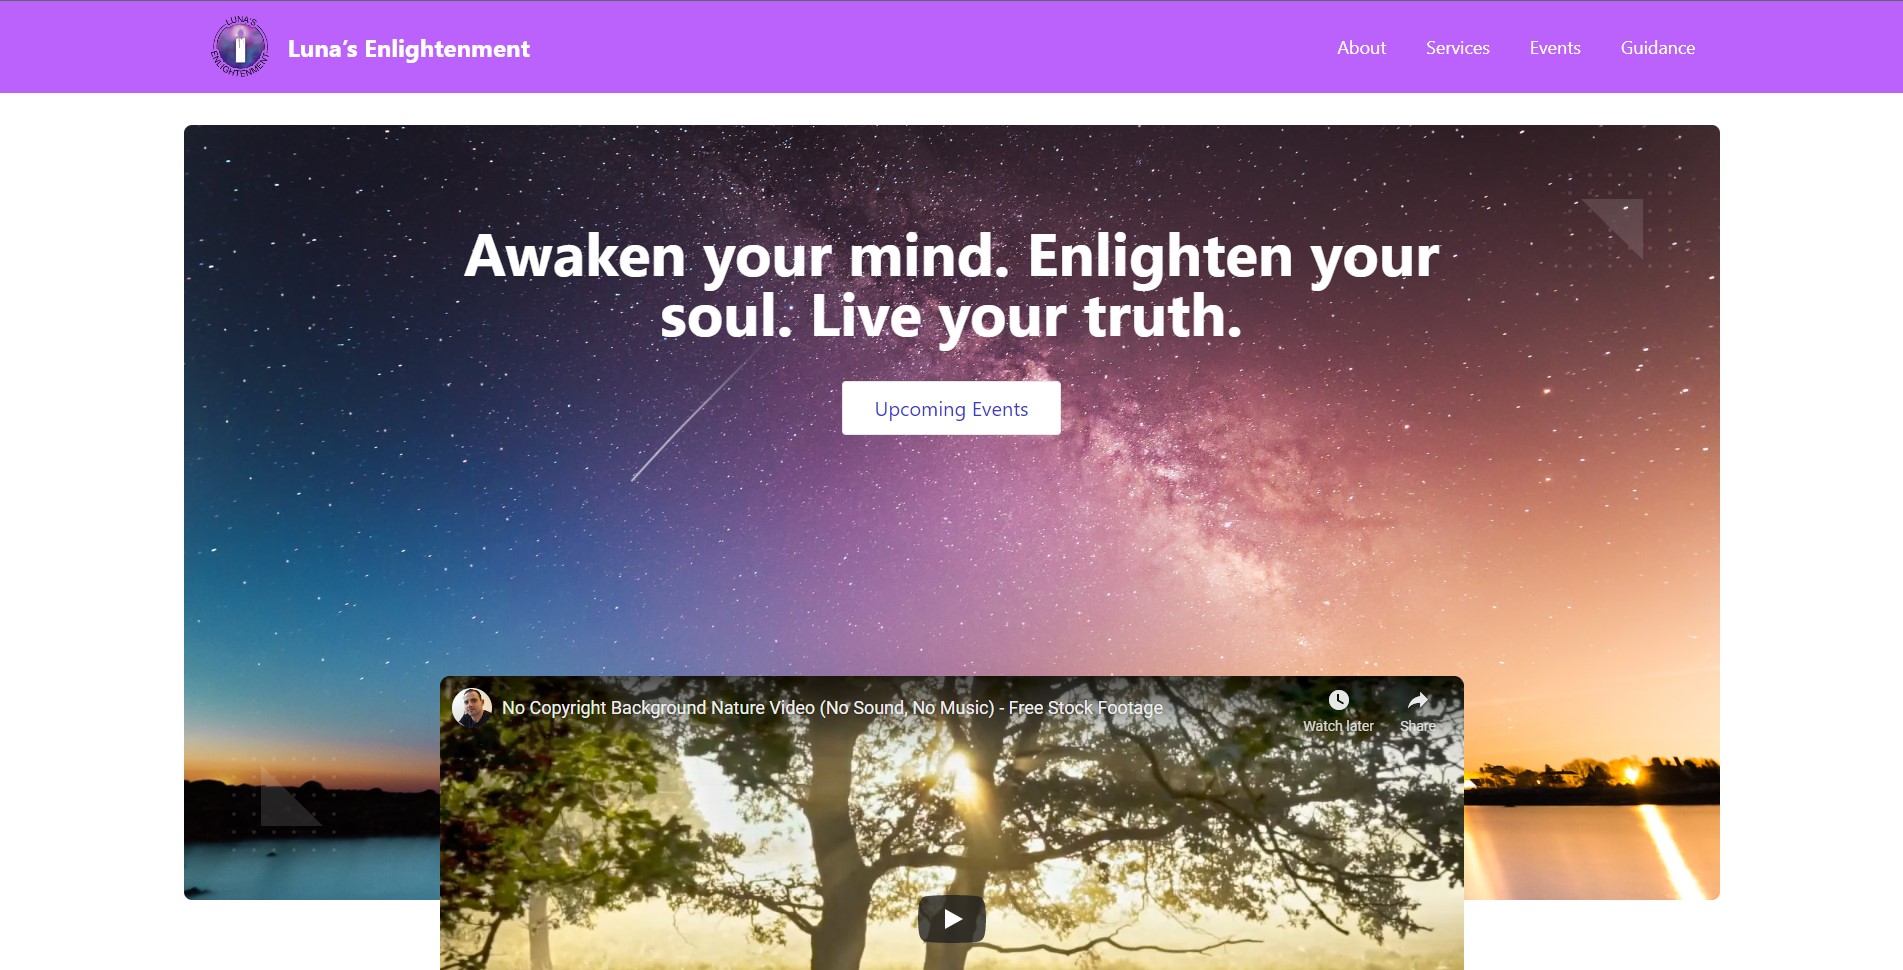 LUNA'S
ENLIGHTENMENT
Luna’s Enlightenment
About Services Events Guidance
Awaken your mind. Enlighten your
soul. Live your truth.
Upcoming Events
No Copyright Background Nature Video (No Sound, No Music) - Free Stock Footage
Watch later Share